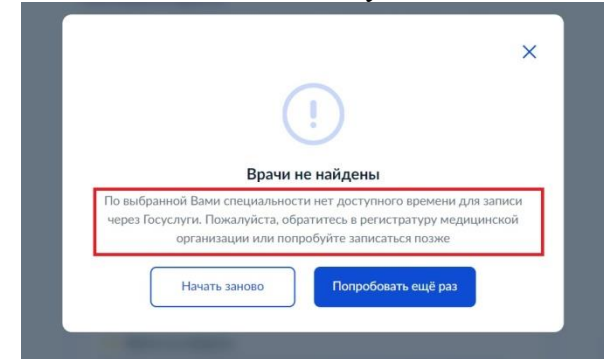 Врачи не найдены
По выбранной Вами специальности нет доступного времени для записи
через Госуслуги. Пожалуйста, обратитесь в регистратуру медицинской
организации или попробуйте записаться позже
Начать заново
Попробовать ещё раз